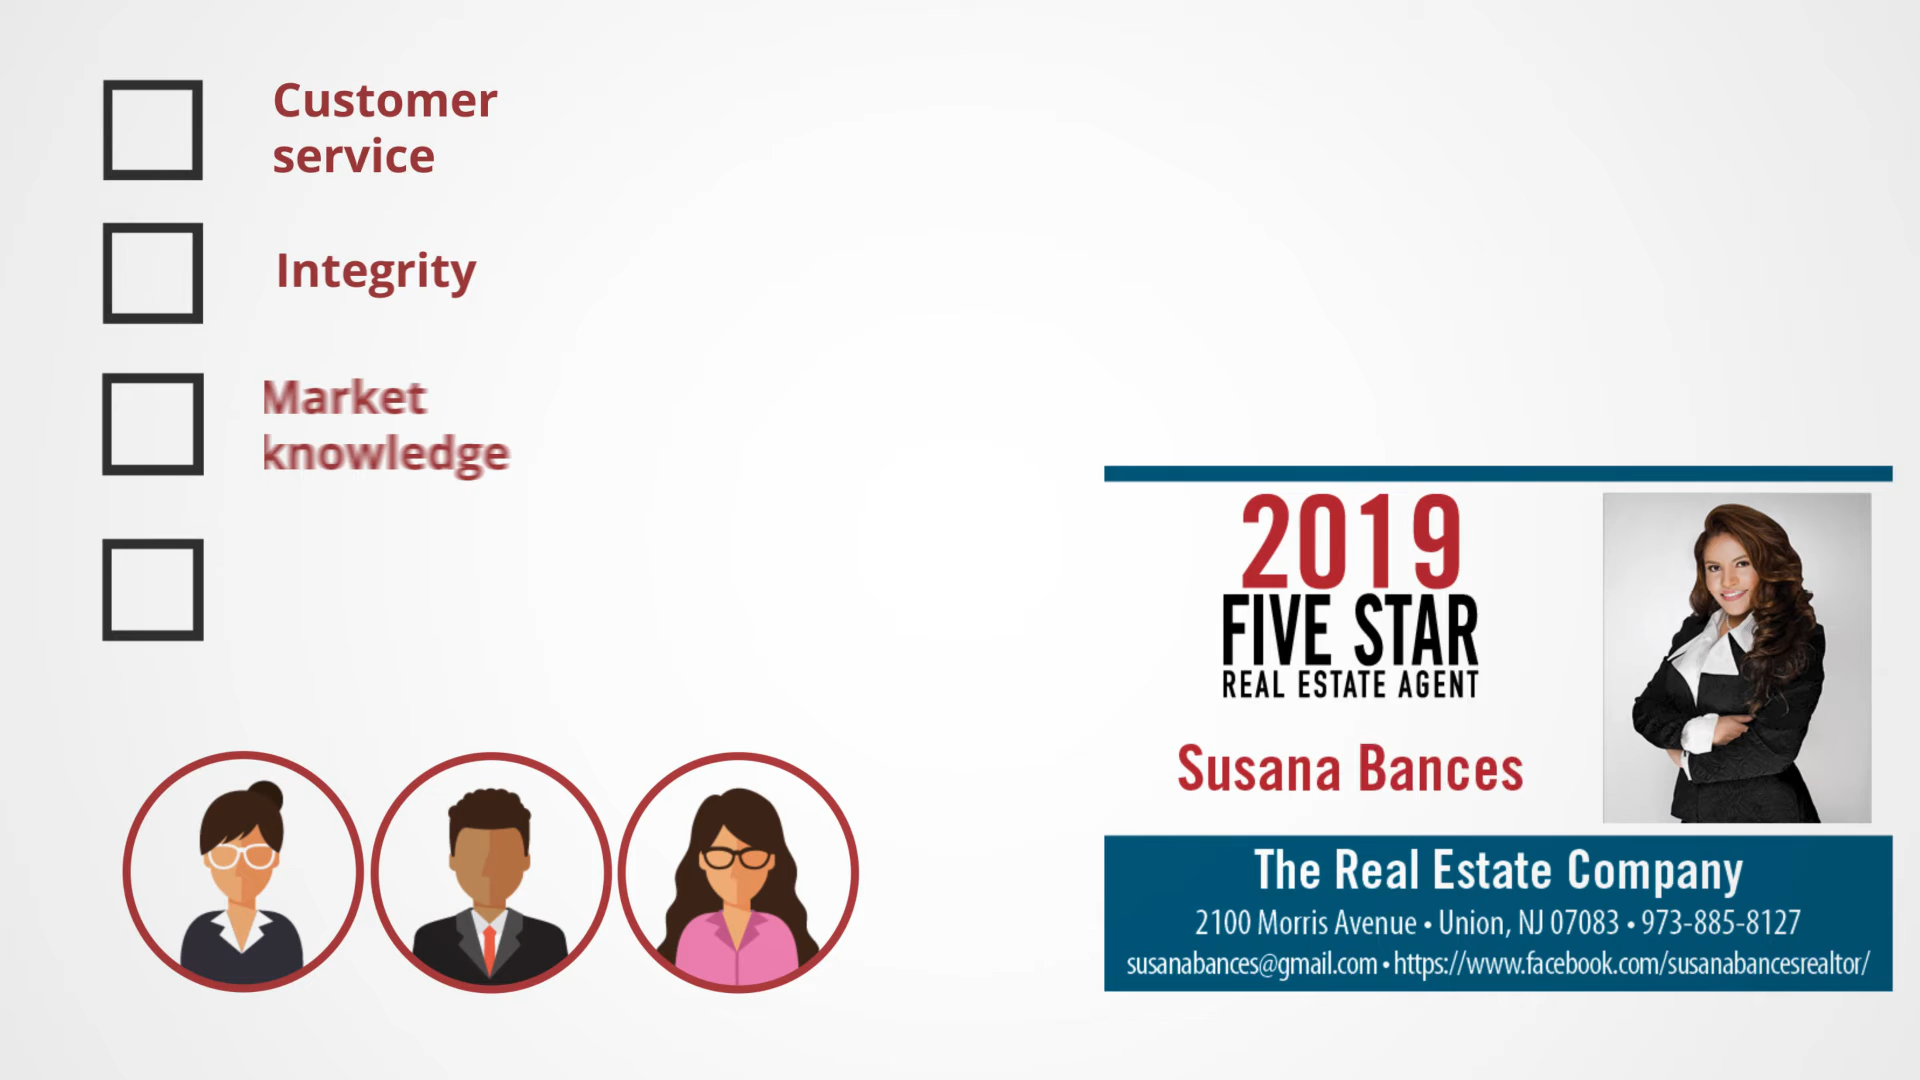 Customer
service
Integrity
Market
knowledge
2019
FIVE STAR
REAL ESTATE AGENT
Susana Bances
The Real Estate Company
2100 Morris Avenue • Union, NJ 07083 • 973-885-8127
susanabances@gmail.com • https://www.facebook.com/susanabancesrealtor/